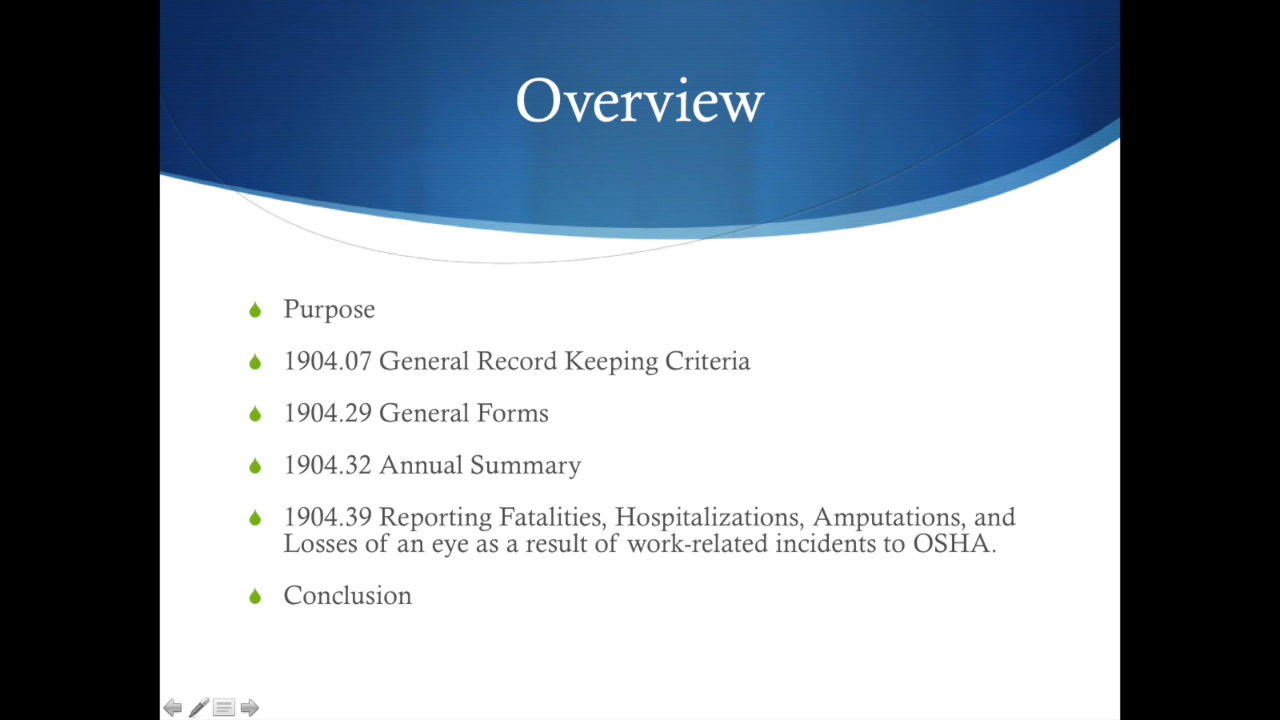 Overview
Purpose
1904.07 General Record Keeping Criteria
1904.29 General Forms
1904.32 Annual Summary
1904.39 Reporting Fatalities, Hospitalizations, Amputations, and
Losses of an eye as a result of work-related incidents to OSHA.
Conclusion